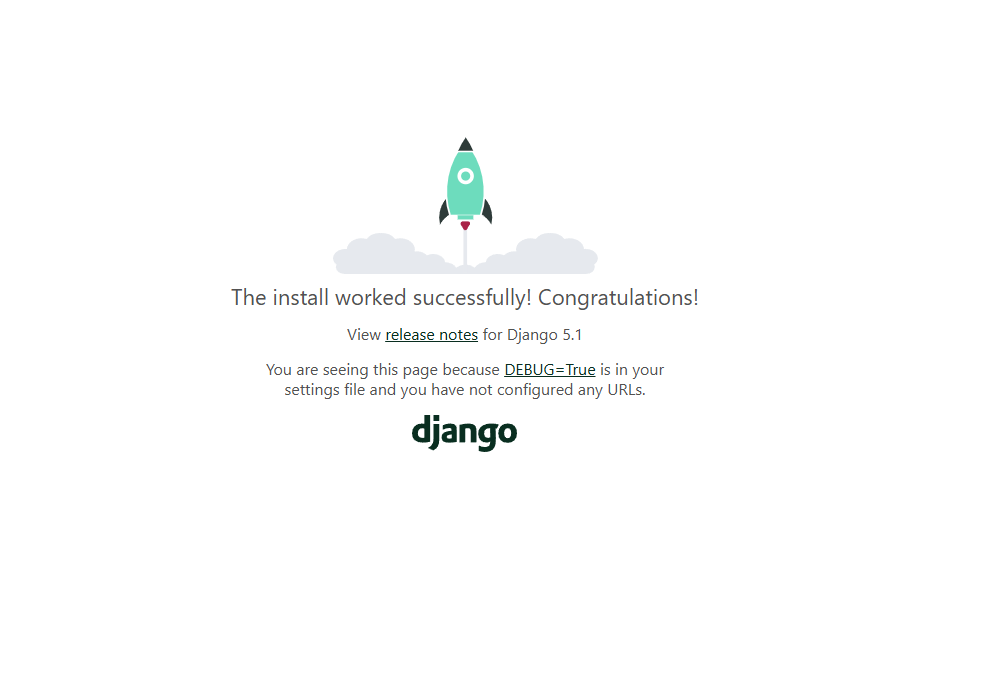 The install worked successfully! Congratulations!
View release notes for Django 5.1
You are seeing this page because DEBUG=True is in your
settings file and you have not configured any URLs.
django